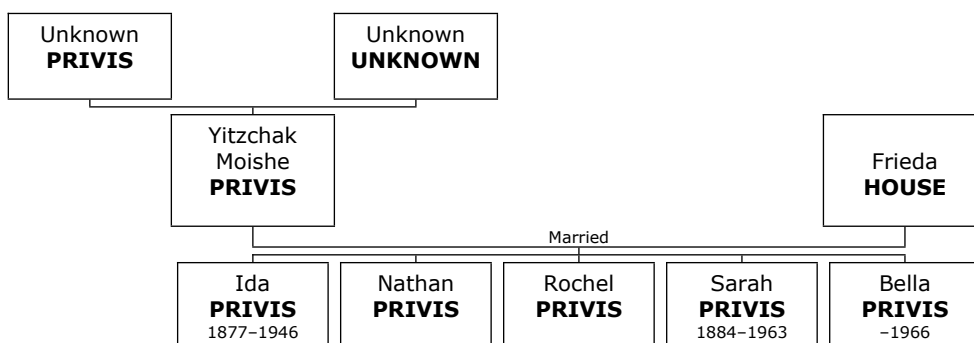 Unknown
PRIVIS
Unknown
UNKNOWN
Yitzchak
Moishe
PRIVIS
Frieda
HOUSE
Married
Ida
PRIVIS
1877–1946
Nathan
PRIVIS
Rochel
PRIVIS
Sarah
PRIVIS
1884–1963
Bella
PRIVIS
–1966